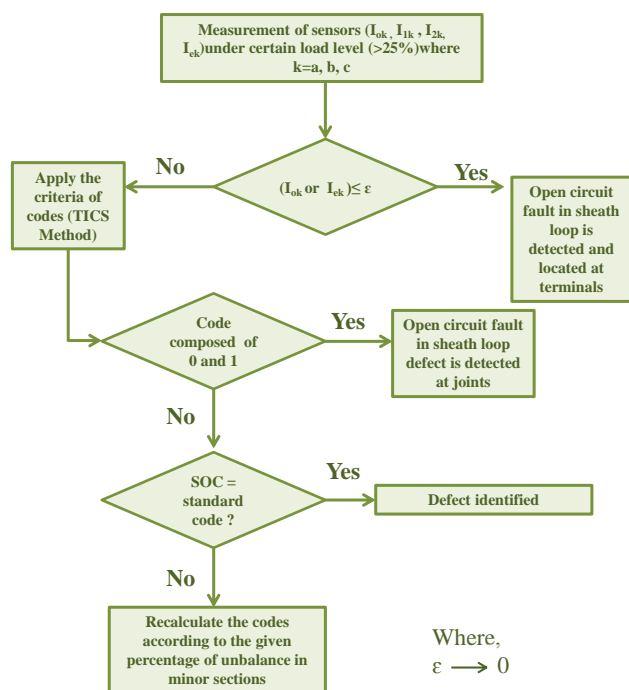 Measurement of sensors (Iok , I1k , I2k,
Iek)under certain load level (>25%)where
k=a, b, c
No
Yes
(Iok or Iek)≤ ε
Apply the
criteria of
codes (TICS
Method)
Open circuit
fault in sheath
loop is
detected and
located at
terminals
Code
composed of
0 and 1
Yes
Open circuit fault
in sheath loop
defect is detected
at joints
No
SOC =
standard
code ?
Yes
Defect identified
No
Recalculate the codes
according to the given
percentage of unbalance in
minor sections
Where,
ε → 0